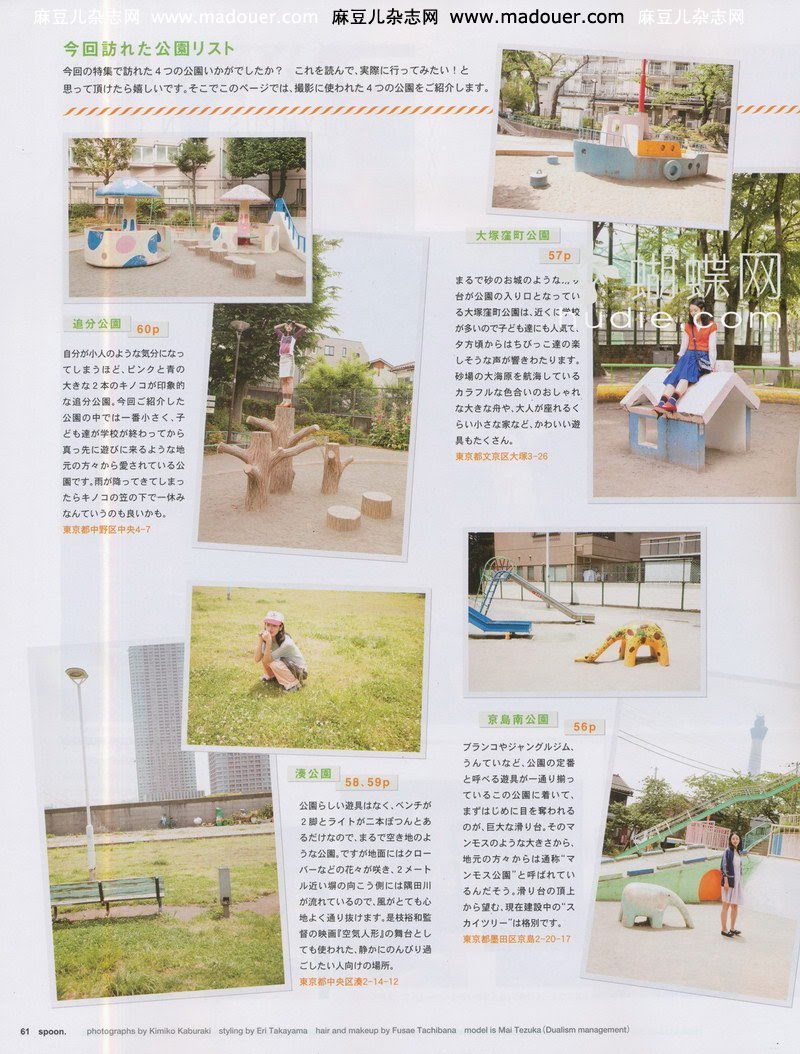 麻豆儿杂志网 www.madouer.com 麻豆儿杂志网 www.madouer.com 麻豆儿杂志网
今回訪れた公園リスト
今回の特集で訪れた4つの公園いかがでしたか？　これを読んで、実際に行ってみたい！と
思って頂けたら嬉しいです。そこでこのページでは、撮影に使われた4つの公園をご紹介します。
追分公園 60p
自分が小人のような気分になっ
てしまうほど、ピンクと青の
大きな2本のキノコが印象的
な追分公園。今回ご紹介した
公園の中では一番小さく、子
ども達が学校が終わってから
真っ先に遊びに来るような地
元の方々から愛されている公
園です。雨が降ってきてしまっ
たらキノコの笠の下で一休み
なんていうのも良いかも。
東京都中野区中央4-7
大塚窪町公園
57p
まるで砂のお城のような
台が公園の入り口となってい
る大塚窪町公園は、近くに学校
が多いので子ども達にも人気で、
夕方頃からはちびっこ達の楽
しそうな声が響きわたります。
砂場の大海原を航海している
カラフルな色合いのおしゃれ
な大きな舟や、大人が座れるく
らい小さな家など、かわいい遊
具もたくさん。
東京都文京区大塚3-26
蝴蝶网
udie.com
湊公園 58、59p
公園らしい遊具はなく、ベンチが
2脚とライトが二本ぽつんとあ
るだけなので、まるで空き地のよ
うな公園。ですが地面にはクロー
バーなどの花々が咲き、2メート
ル近い塀の向こう側には隅田川
が流れているので、風がとても心
地よく通り抜けます。是枝裕和監
督の映画『空気人形』の舞台とし
ても使われた、静かにのんびり過
ごしたい人向けの場所。
東京都中央区湊2-14-12
京島南公園 56p
ブランコやジャングルジム、
うんていなど、公園の定番
と呼べる遊具が一通り揃っ
ているこの公園に着いて、
まずはじめに目を奪われる
のが、巨大な滑り台。そのマ
ンモスのような大きさから、
地元の方々からは通称“マ
ンモス公園”と呼ばれてい
るんだそう。滑り台の頂上
から望む、現在建設中の“ス
カイツリー”は格別です。
東京都墨田区京島2-20-17
61 spoon. photographs by Kimiko Kaburaki styling by Eri Takayama hair and makeup by Fusae Tachibana model is Mai Tezuka（Dualism management）